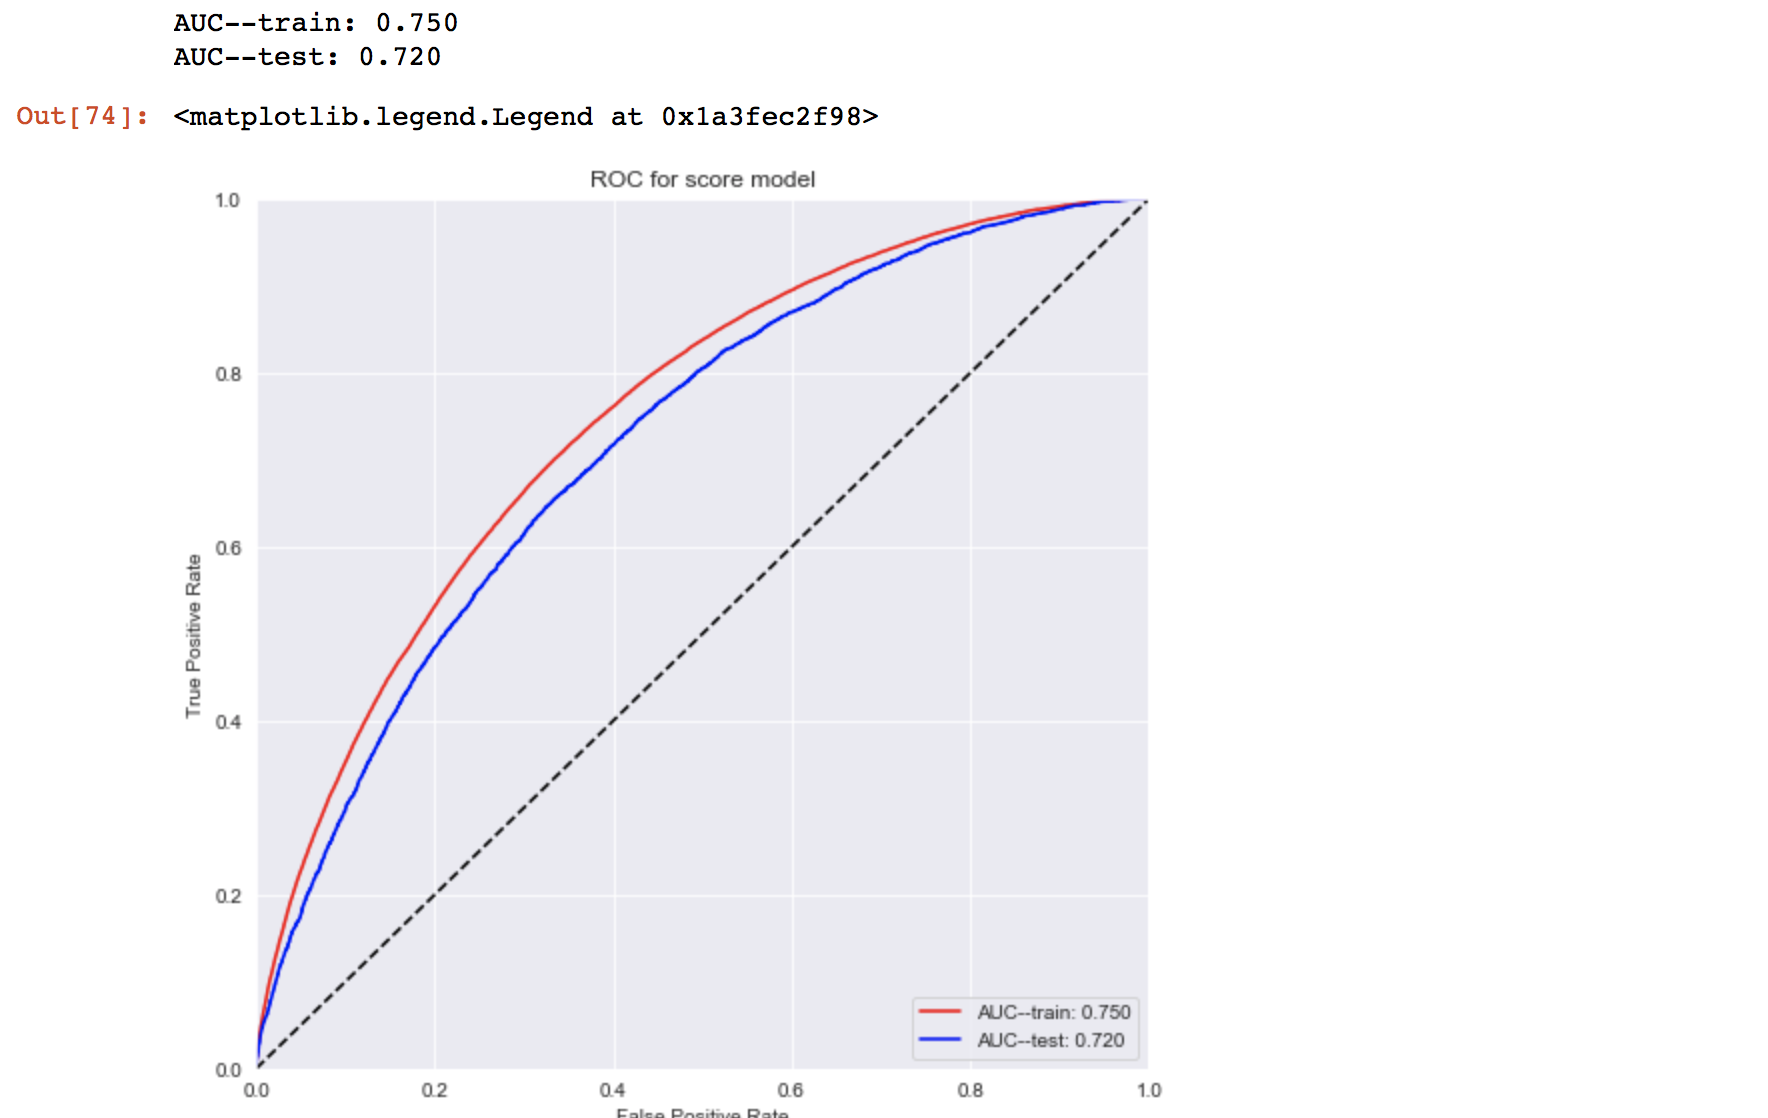 AUC--train: 0.750
AUC--test: 0.720
Out[74]: <matplotlib.legend.Legend at 0x1a3fec2f98>
ROC for score model
1.0
0.8
0.6
0.4
0.2
0.0
True Positive Rate
AUC--train: 0.750
AUC--test: 0.720
0.0 0.2 0.4 0.6 0.8 1.0
False Positive Rate